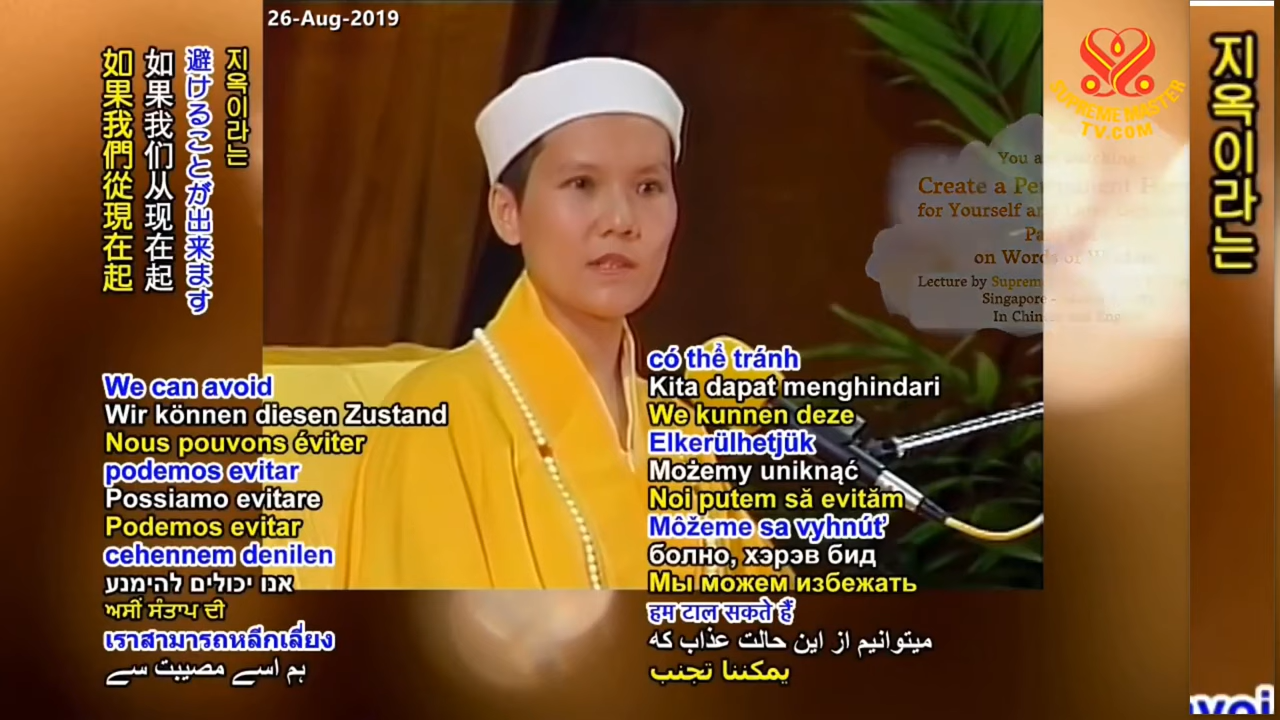 26-Aug-2019
지옥이라는
避けることが出来ます
如果我们从现在起
如果我們從現在起
SUPREME MASTER
TV.COM
지옥이라는
You are watching
Create a
for Yourself
on Words of
Lecture by Supreme
Singapore -
We can avoid
Wir können diesen Zustand
Nous pouvons éviter
podemos evitar
Possiamo evitare
Podemos evitar
cehennem denilen
אנו יכולים להימנע
ਅਸੀਂ ਸੰਤਾਪ ਦੀ
เราสามารถหลีกเลี่ยง
ہم اسے مصیبت سے
có thể tránh
Kita dapat menghindari
We kunnen deze
Elkerülhetjük
Możemy uniknąć
Noi putem să evităm
Môžeme sa vyhnúť
болно, хэрэв бид
Мы можем избежать
हम टाल सकते हैं
میتوانیم از این حالت عذاب که
يمكننا تجنب